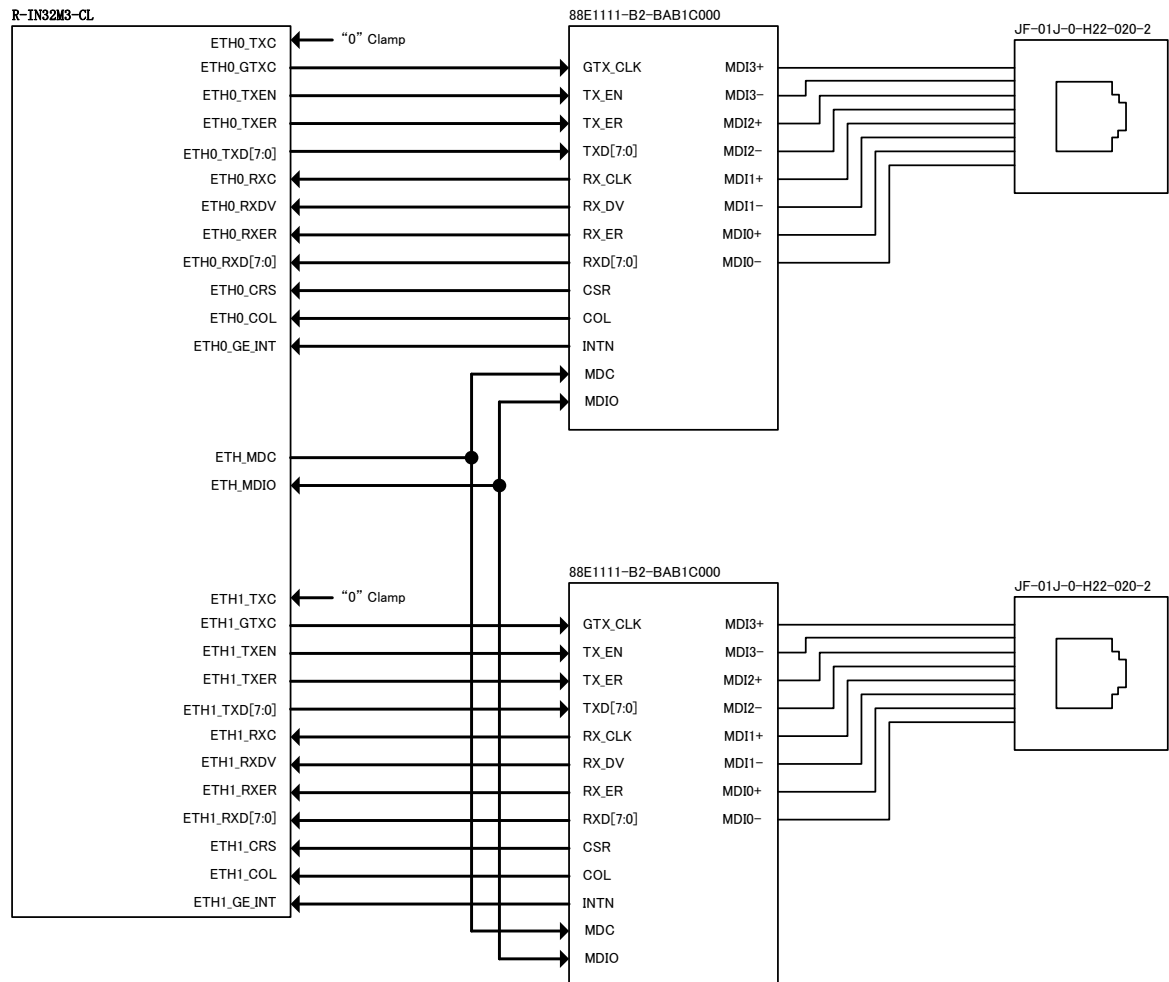 R-IN32M3-CL
88E1111-B2-BAB1C000
JF-01J-0-H22-020-2
ETH0_TXC
“0” Clamp
ETH0_GTXC
GTX_CLK
MDI3+
ETH0_TXEN
TX_EN
MDI3-
ETH0_TXER
TX_ER
MDI2+
ETH0_TXD[7:0]
TXD[7:0]
MDI2-
ETH0_RXC
RX_CLK
MDI1+
ETH0_RXDV
RX_DV
MDI1-
ETH0_RXER
RX_ER
MDI0+
ETH0_RXD[7:0]
RXD[7:0]
MDI0-
ETH0_CRS
CSR
ETH0_COL
COL
ETH0_GE_INT
INTN
MDC
MDIO
ETH_MDC
ETH_MDIO
88E1111-B2-BAB1C000
JF-01J-0-H22-020-2
ETH1_TXC
“0” Clamp
ETH1_GTXC
GTX_CLK
MDI3+
ETH1_TXEN
TX_EN
MDI3-
ETH1_TXER
TX_ER
MDI2+
ETH1_TXD[7:0]
TXD[7:0]
MDI2-
ETH1_RXC
RX_CLK
MDI1+
ETH1_RXDV
RX_DV
MDI1-
ETH1_RXER
RX_ER
MDI0+
ETH1_RXD[7:0]
RXD[7:0]
MDI0-
ETH1_CRS
CSR
ETH1_COL
COL
ETH1_GE_INT
INTN
MDC
MDIO